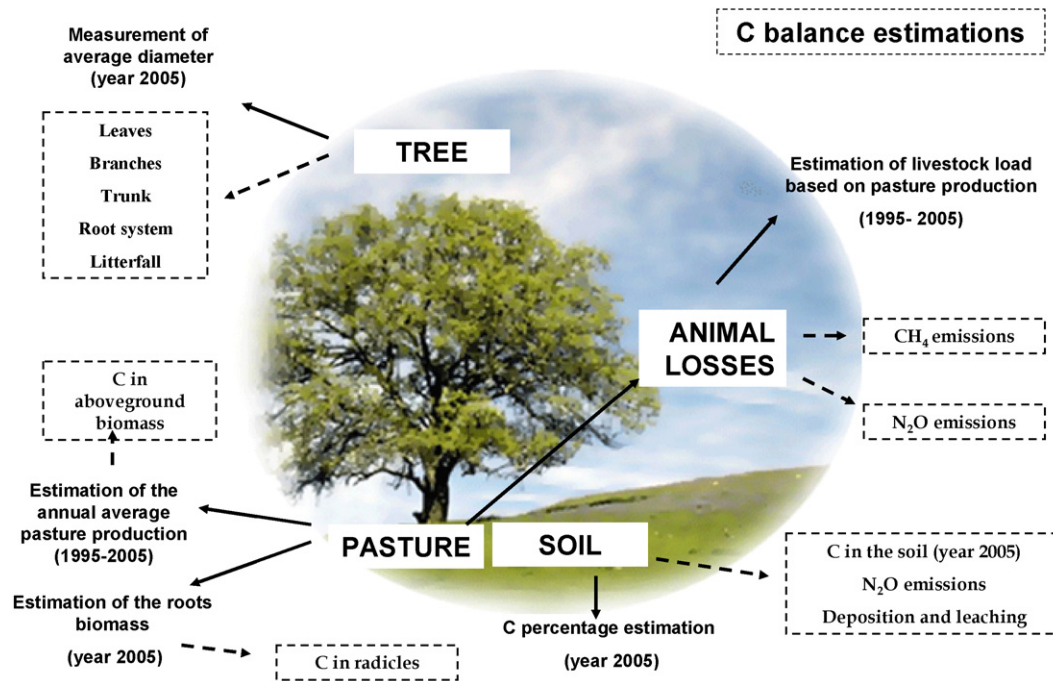 C balance estimations
Measurement
of average diameter
(year 2005)
Leaves
Branches
Trunk
Root system
Litterfall
TREE
Estimation of livestock load
based on pasture production
(1995- 2005)
ANIMAL
LOSSES
CH₄ emissions
N₂O emissions
C in
aboveground
biomass
Estimation of the
annual average
pasture production
(1995-2005)
PASTURE
SOIL
C in the soil (year 2005)
N₂O emissions
Deposition and leaching
Estimation of the roots
biomass
(year 2005)
C in radicles
C percentage estimation
(year 2005)